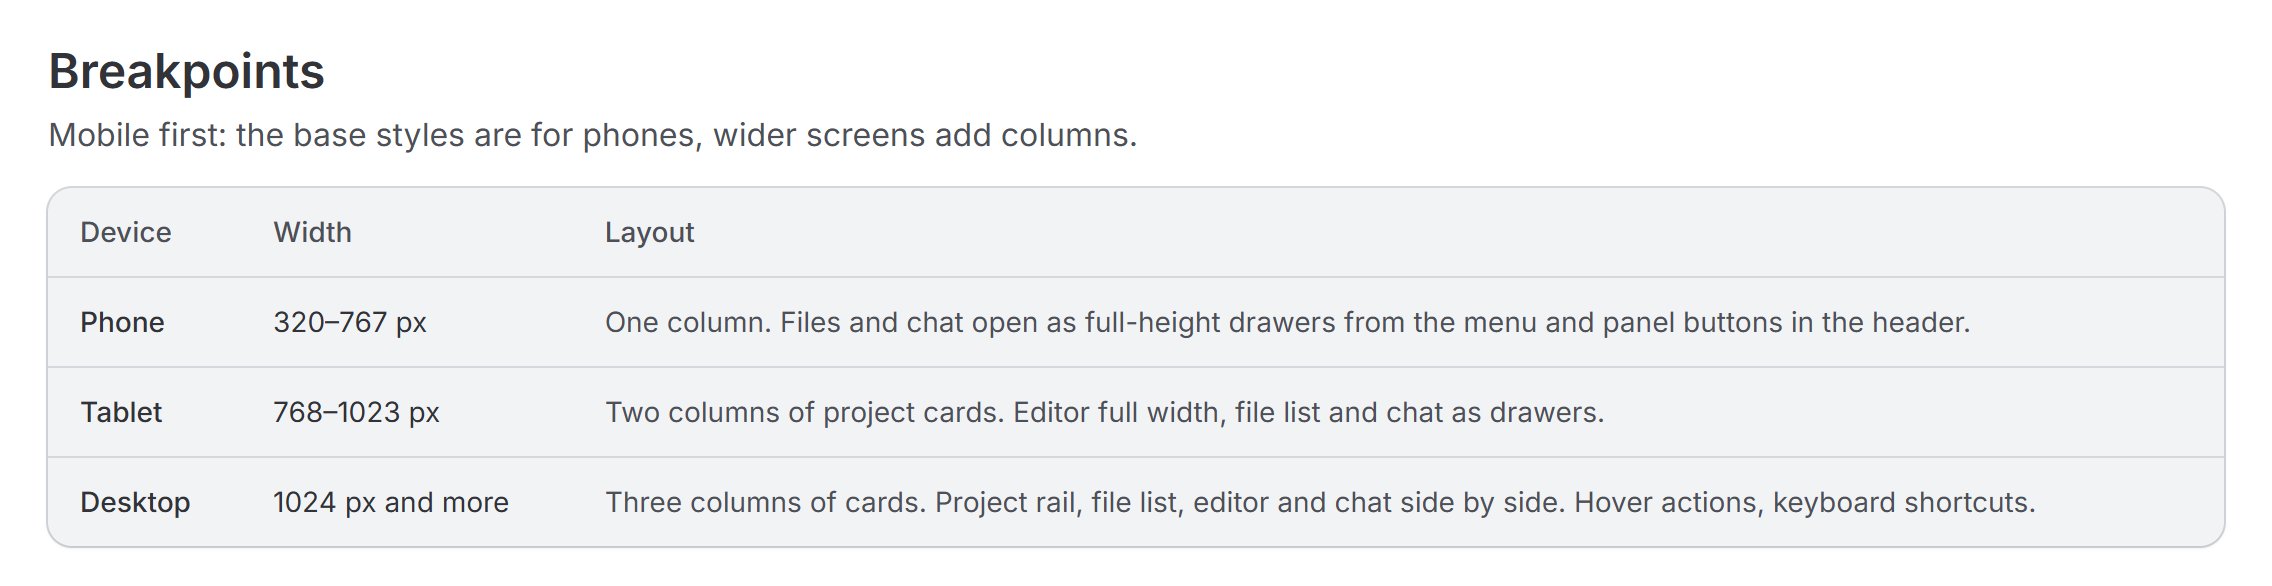 Breakpoints
Mobile first: the base styles are for phones, wider screens add columns.
Device Width Layout
Phone 320–767 px One column. Files and chat open as full-height drawers from the menu and panel buttons in the header.
Tablet 768–1023 px Two columns of project cards. Editor full width, file list and chat as drawers.
Desktop 1024 px and more Three columns of cards. Project rail, file list, editor and chat side by side. Hover actions, keyboard shortcuts.